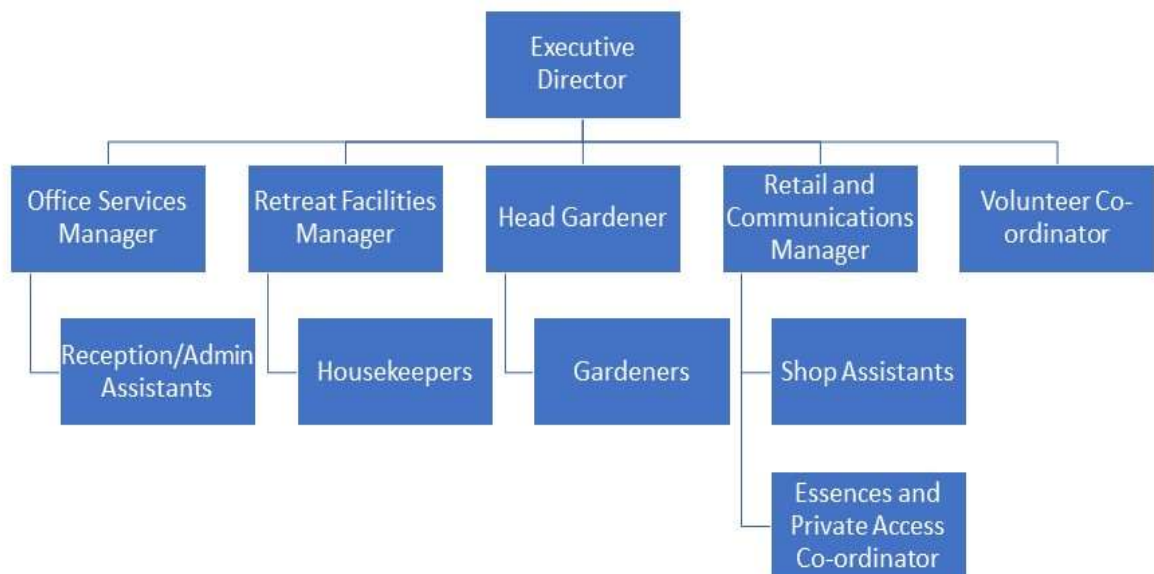 Executive
Director
Office Services
Manager
Retreat Facilities
Manager
Head Gardener
Retail and
Communications
Manager
Volunteer Co-
ordinator
Reception/Admin
Assistants
Housekeepers
Gardeners
Shop Assistants
Essences and
Private Access
Co-ordinator